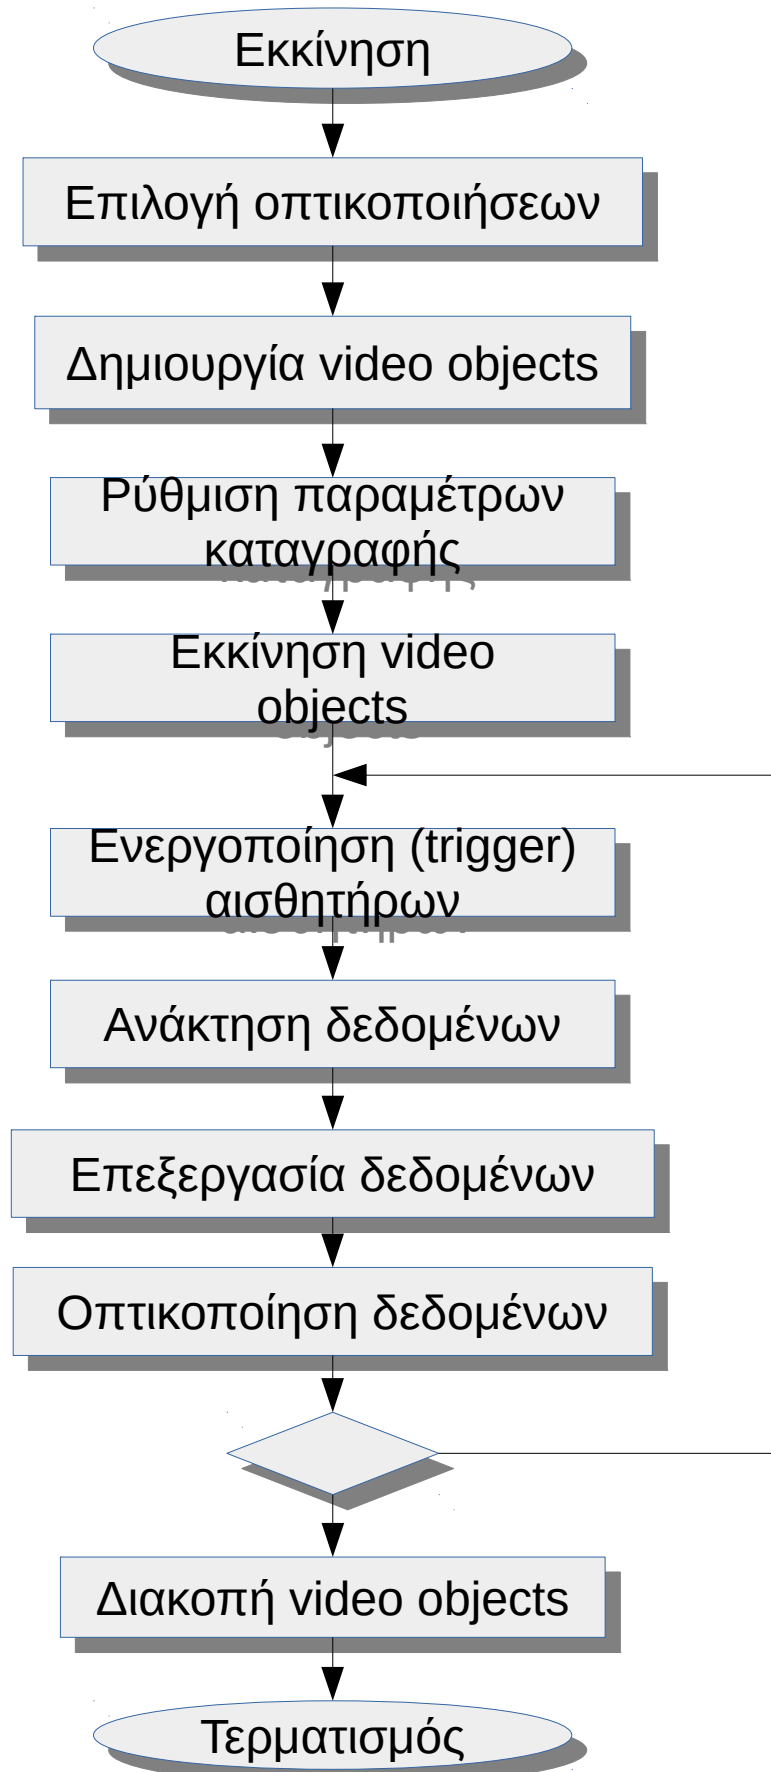 Εκκίνηση
Επιλογή οπτικοποιήσεων
Δημιουργία video objects
Ρύθμιση παραμέτρων
καταγραφής
Εκκίνηση video
objects
Ενεργοποίηση (trigger)
αισθητήρων
Ανάκτηση δεδομένων
Επεξεργασία δεδομένων
Οπτικοποίηση δεδομένων
Διακοπή video objects
Τερματισμός